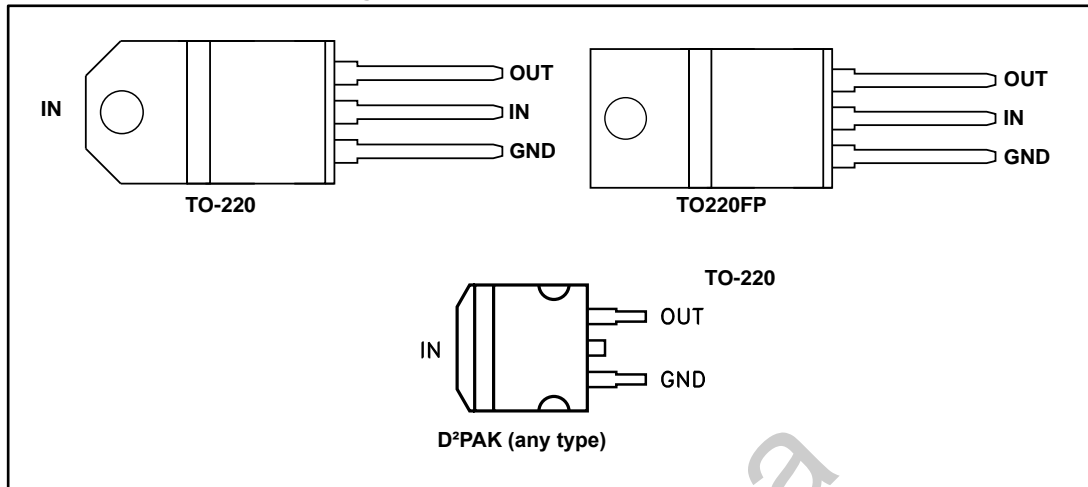 IN
OUT
IN
GND
TO-220
OUT
IN
GND
TO220FP
TO-220
IN
OUT
GND
D²PAK (any type)
a